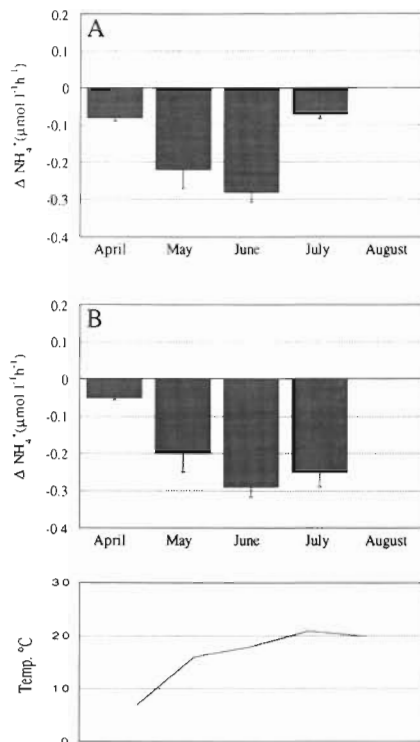 A
0.2
0.1
0
-0.1
-0.2
-0.3
-0.4
Δ NH₄⁺ (μmol l⁻¹ h⁻¹)
April May June July August
B
0.2
0.1
0
-0.1
-0.2
-0.3
-0.4
Δ NH₄⁺ (μmol l⁻¹ h⁻¹)
April May June July August
30
20
10
0
Temp. °C